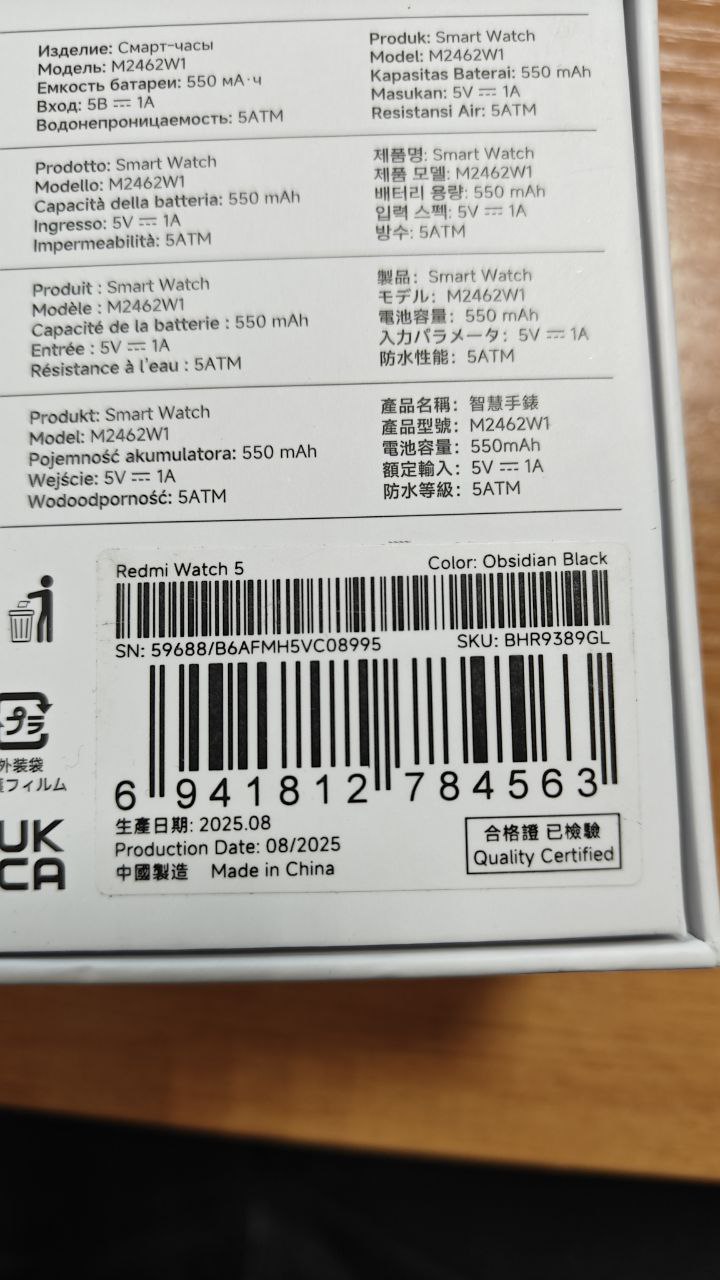 Изделие: Смарт-часы
Модель: M2462W1
Емкость батареи: 550 мА·ч
Вход: 5В ⎓ 1A
Водонепроницаемость: 5ATM
Produk: Smart Watch
Model: M2462W1
Kapasitas Baterai: 550 mAh
Masukan: 5V ⎓ 1A
Resistansi Air: 5ATM
Prodotto: Smart Watch
Modello: M2462W1
Capacità della batteria: 550 mAh
Ingresso: 5V ⎓ 1A
Impermeabilità: 5ATM
제품명: Smart Watch
제품 모델: M2462W1
배터리 용량: 550 mAh
입력 스펙: 5V ⎓ 1A
방수: 5ATM
Produit : Smart Watch
Modèle : M2462W1
Capacité de la batterie : 550 mAh
Entrée : 5V ⎓ 1A
Résistance à l'eau : 5ATM
製品: Smart Watch
モデル: M2462W1
電池容量: 550 mAh
入力パラメータ: 5V ⎓ 1A
防水性能: 5ATM
Produkt: Smart Watch
Model: M2462W1
Pojemność akumulatora: 550 mAh
Wejście: 5V ⎓ 1A
Wodoodporność: 5ATM
產品名稱: 智慧手錶
產品型號: M2462W1
電池容量: 550mAh
額定輸入: 5V ⎓ 1A
防水等級: 5ATM
Redmi Watch 5 Color: Obsidian Black
SN: 59688/B6AFMH5VC08995 SKU: BHR9389GL
6 941812 784563
生產日期: 2025.08
Production Date: 08/2025
中國製造 Made in China
合格證 已檢驗
Quality Certified
プラ
外装袋
フィルム
UK
CA